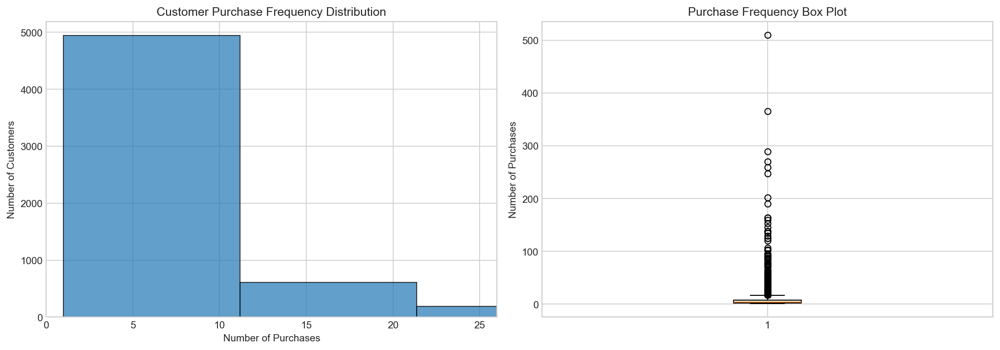 Customer Purchase Frequency Distribution
Number of Customers
5000
4000
3000
2000
1000
0
0 5 10 15 20 25
Number of Purchases
Purchase Frequency Box Plot
Number of Purchases
500
400
300
200
100
0
1